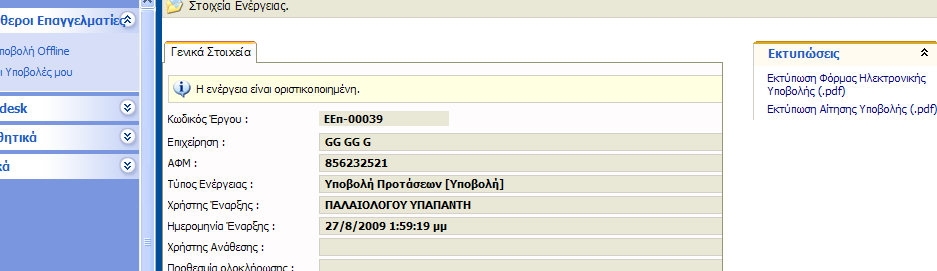 Στοιχεία Ενέργειας.
θεροι Επαγγελματίες
ποβολή Offline
ι Υποβολές μου
desk
θητικά
κά
Γενικά Στοιχεία
Η ενέργεια είναι οριστικοποιημένη.
Κωδικός Έργου : ΕΕπ-00039
Επιχείρηση : GG GG G
ΑΦΜ : 856232521
Τύπος Ενέργειας : Υποβολή Προτάσεων [Υποβολή]
Χρήστης Έναρξης : ΠΑΛΑΙΟΛΟΓΟΥ ΥΠΑΠΑΝΤΗ
Ημερομηνία Έναρξης : 27/8/2009 1:59:19 μμ
Χρήστης Ανάθεσης :
Προθεσμία ολοκλήρωσης :
Εκτυπώσεις
Εκτύπωση Φόρμας Ηλεκτρονικής
Υποβολής (.pdf)
Εκτύπωση Αίτησης Υποβολής (.pdf)